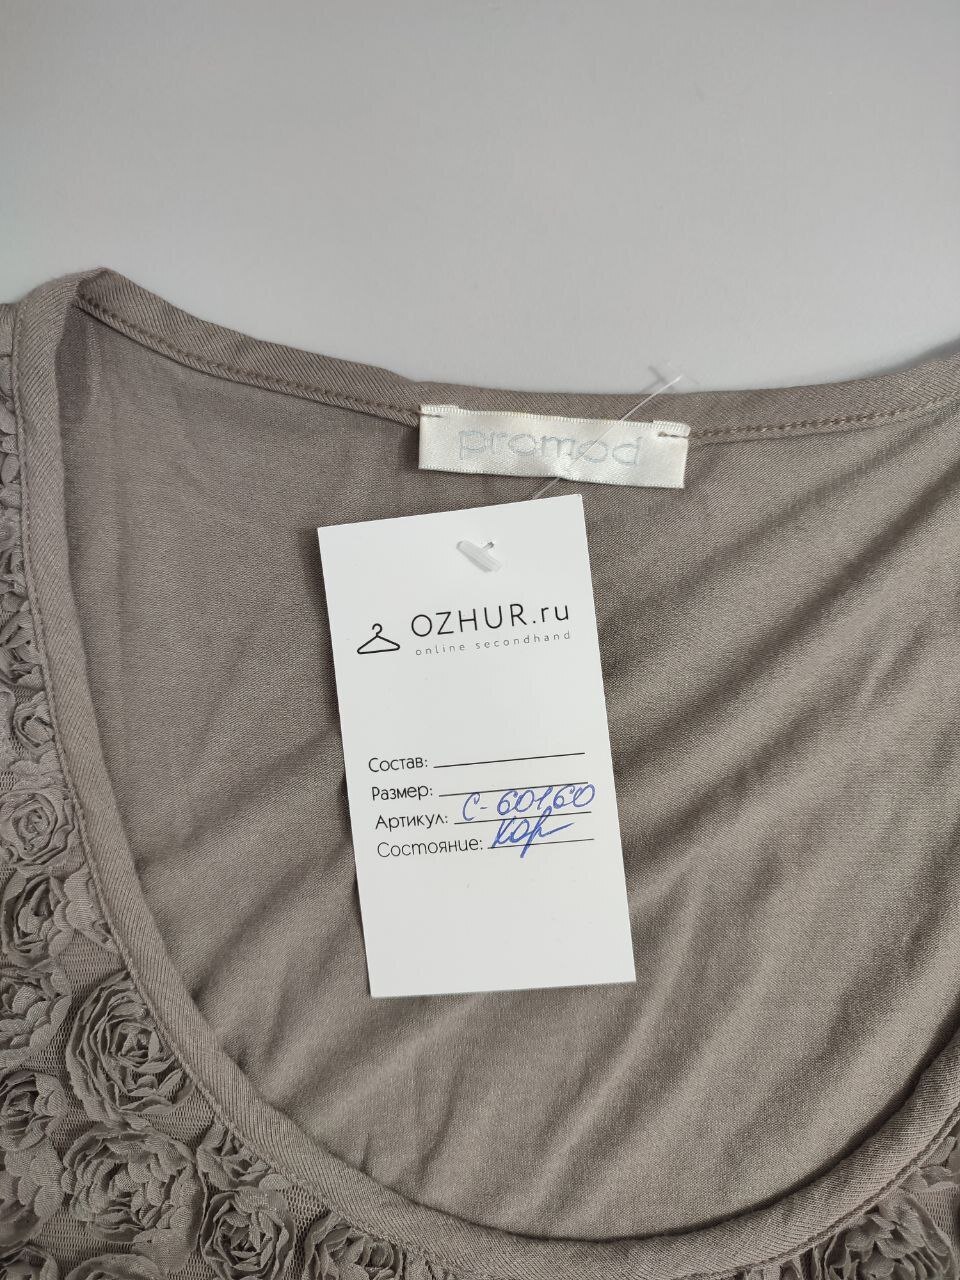 promod
OZHUR.ru
online secondhand
Состав:
Размер:
Артикул: С-60160
Состояние: хор